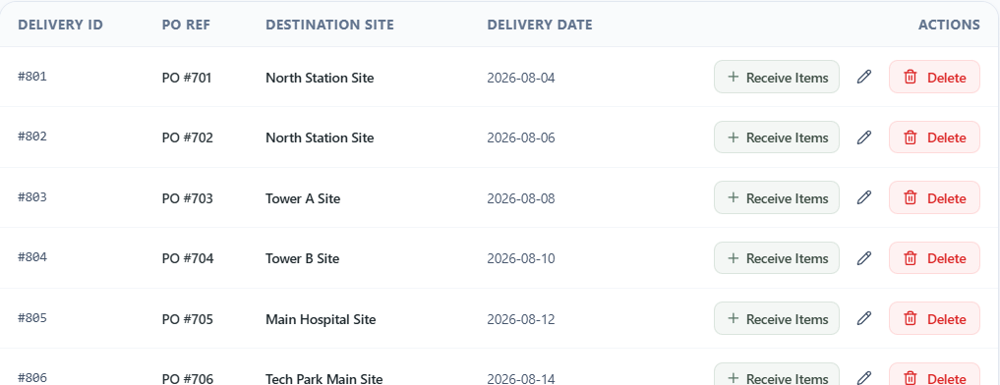 DELIVERY ID PO REF DESTINATION SITE DELIVERY DATE ACTIONS
#801 PO #701 North Station Site 2026-08-04 + Receive Items Delete
#802 PO #702 North Station Site 2026-08-06 + Receive Items Delete
#803 PO #703 Tower A Site 2026-08-08 + Receive Items Delete
#804 PO #704 Tower B Site 2026-08-10 + Receive Items Delete
#805 PO #705 Main Hospital Site 2026-08-12 + Receive Items Delete
#806 PO #706 Tech Park Main Site 2026-08-14 + Receive Items Delete